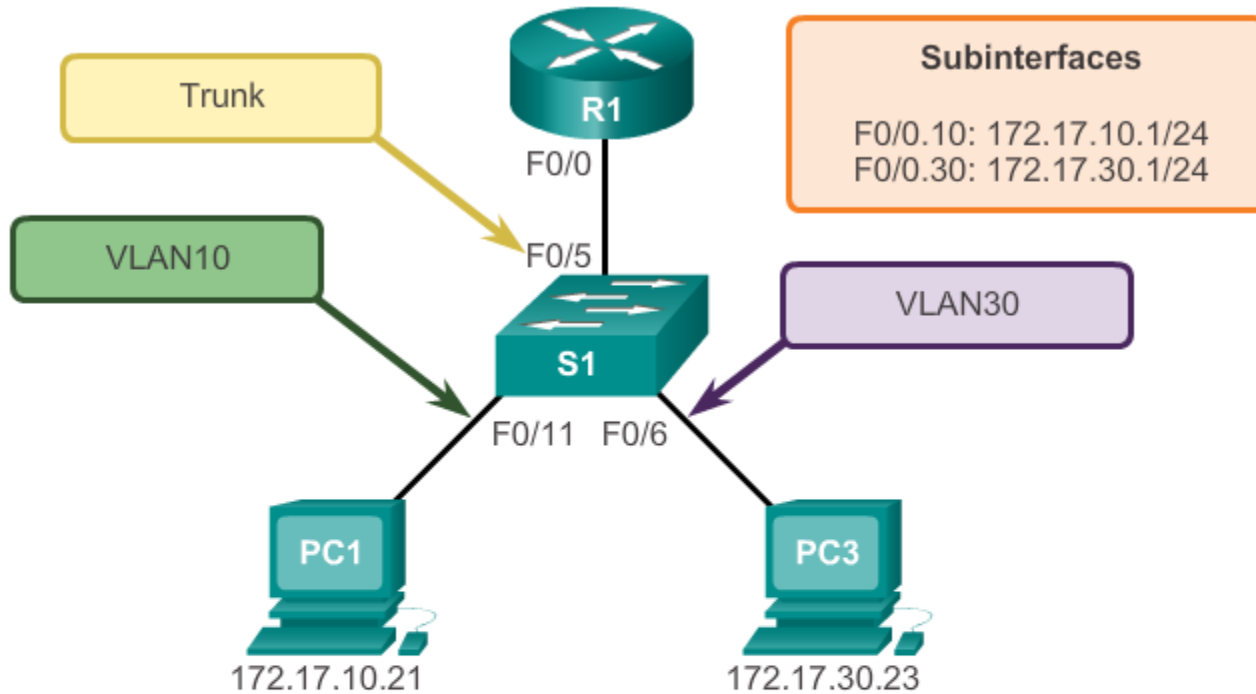 Trunk
R1
Subinterfaces
F0/0.10: 172.17.10.1/24
F0/0.30: 172.17.30.1/24
F0/0
VLAN10
F0/5
VLAN30
S1
F0/11
F0/6
PC1
PC3
172.17.10.21
172.17.30.23